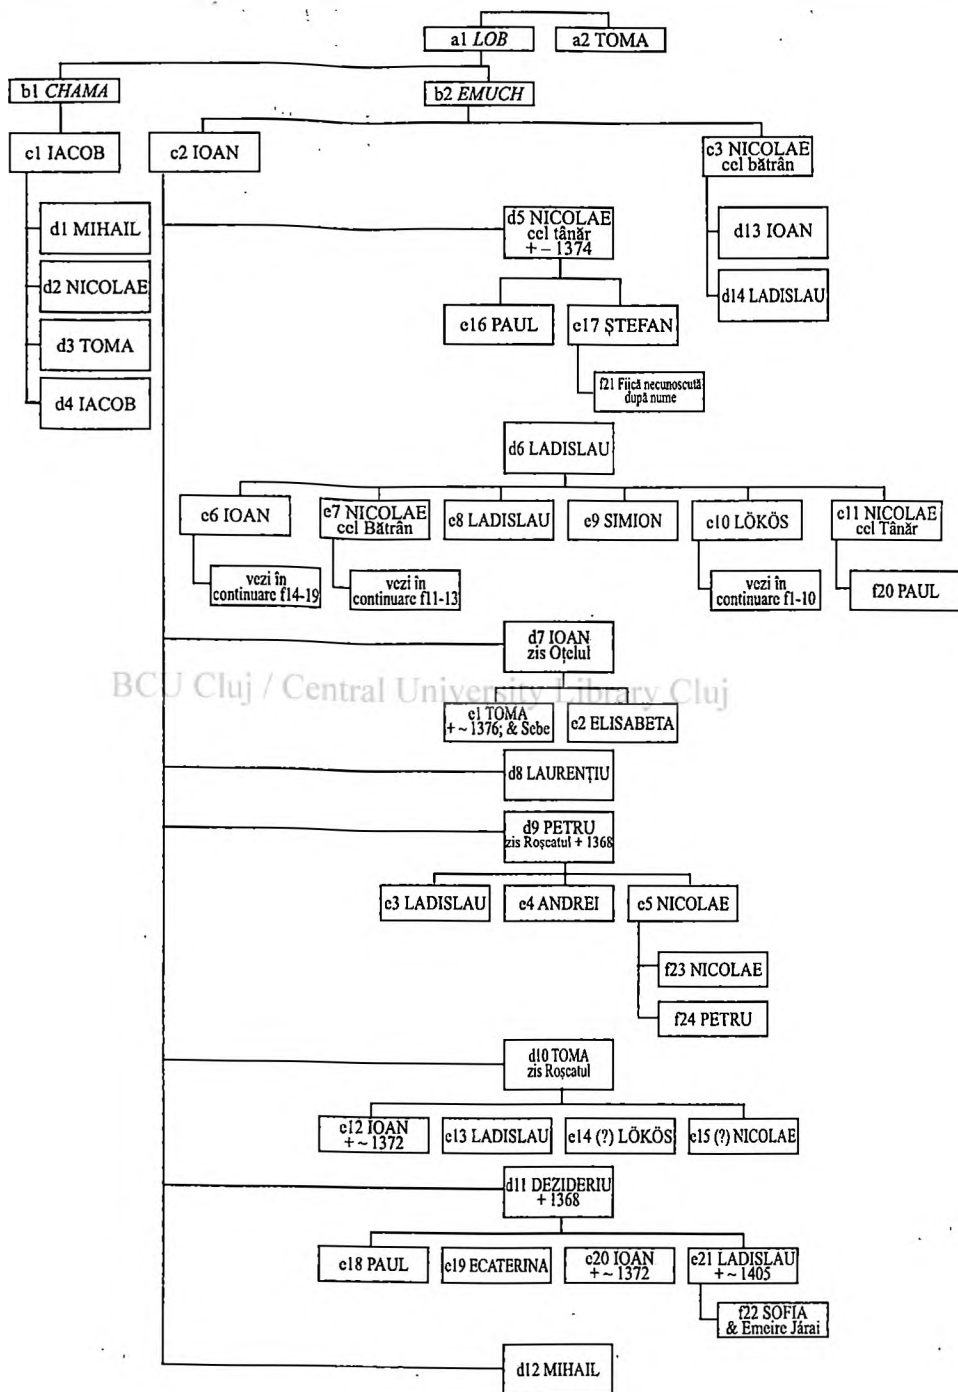 a1 LOB
a2 TOMA
b1 CHAMA
b2 EMUCH
c1 IACOB
c2 IOAN
c3 NICOLAE
cel bătrân
d1 MIHAIL
d2 NICOLAE
d3 TOMA
d4 IACOB
d5 NICOLAE
cel tânăr
+ – 1374
d13 IOAN
d14 LADISLAU
e16 PAUL
e17 ȘTEFAN
f21 Fiică necunoscută
după nume
d6 LADISLAU
e6 IOAN
e7 NICOLAE
cel Bătrân
e8 LADISLAU
e9 SIMION
e10 LÖKÖS
e11 NICOLAE
cel Tânăr
vezi în
continuare f14-19
vezi în
continuare f11-13
vezi în
continuare f1-10
f20 PAUL
d7 IOAN
zis Oțelul
BCU Cluj / Central University Library Cluj
e1 TOMA
+ ~ 1376; & Sebe
e2 ELISABETA
d8 LAURENȚIU
d9 PETRU
zis Roșcatul + 1368
e3 LADISLAU
e4 ANDREI
e5 NICOLAE
f23 NICOLAE
f24 PETRU
d10 TOMA
zis Roșcatul
e12 IOAN
+ ~ 1372
e13 LADISLAU
e14 (?) LÖKÖS
e15 (?) NICOLAE
d11 DEZIDERIU
+ 1368
e18 PAUL
e19 ECATERINA
e20 IOAN
+ ~ 1372
e21 LADISLAU
+ ~ 1405
f22 SOFIA
& Emeire Járai
d12 MIHAIL